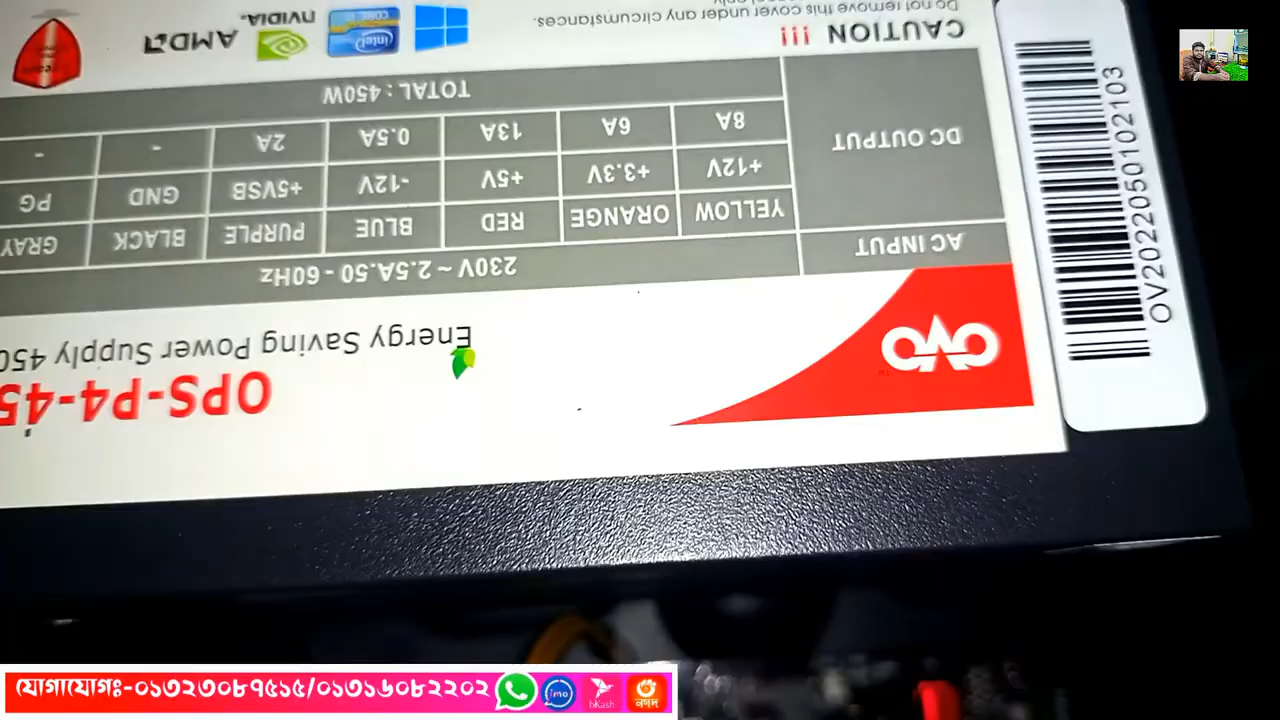 OPS-P4-45
Energy Saving Power Supply 450
OVO
AC INPUT 230V ~ 2.5A.50 - 60Hz
DC OUTPUT
YELLOW ORANGE RED BLUE PURPLE BLACK GRAY
+12V +3.3V +5V -12V +5VSB GND PG
8A 6A 13A 0.5A 2A - -
TOTAL : 450W
CAUTION !!!
Do not remove this cover under any circumstances.
intel
CORE
NVIDIA.
AMD
OV2022050102103
যোগাযোগঃ-০১৩২৩০৮৭৫১৫/০১৩১৬০৮২২০২
imo
bKash
নগদ